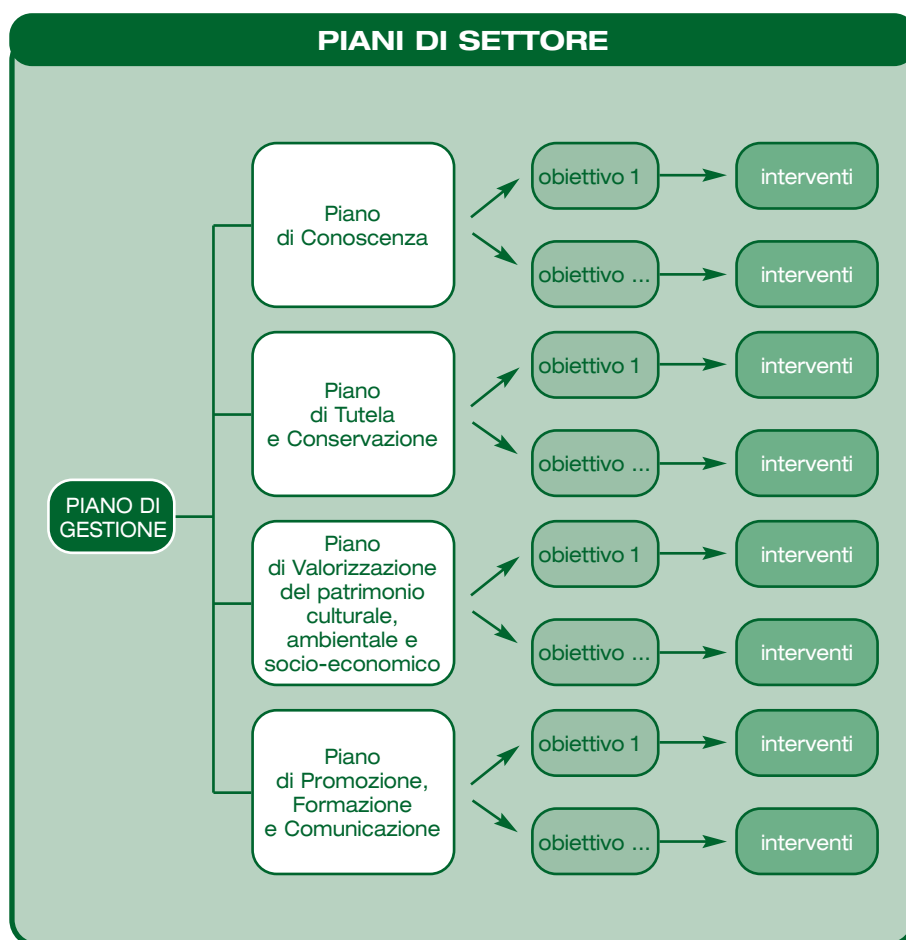 PIANI DI SETTORE
PIANO DI
GESTIONE
Piano
di Conoscenza
obiettivo 1
interventi
obiettivo ...
interventi
Piano
di Tutela
e Conservazione
obiettivo 1
interventi
obiettivo ...
interventi
Piano
di Valorizzazione
del patrimonio
culturale,
ambientale e
socio-economico
obiettivo 1
interventi
obiettivo ...
interventi
Piano
di Promozione,
Formazione
e Comunicazione
obiettivo 1
interventi
obiettivo ...
interventi